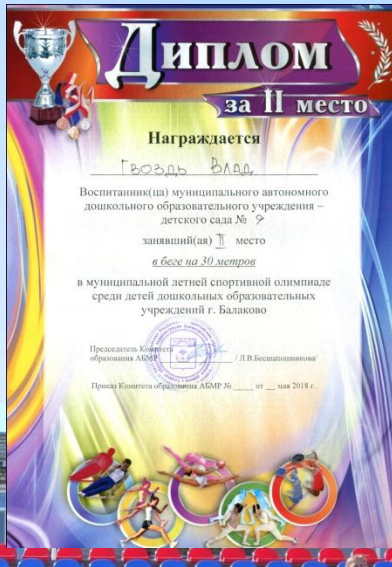 Диплом
за II место
Награждается
Гвоздь Влад
Воспитанник(ца) муниципального автономного
дошкольного образовательного учреждения –
детского сада № 9
занявший(ая) II место
в беге на 30 метров
в муниципальной летней спортивной олимпиаде
среди детей дошкольных образовательных
учреждений г. Балаково
Председатель Комитета
образования АБМР / Л.В.Бесшапошникова/
Приказ Комитета образования АБМР № _____ от __ мая 2018 г.